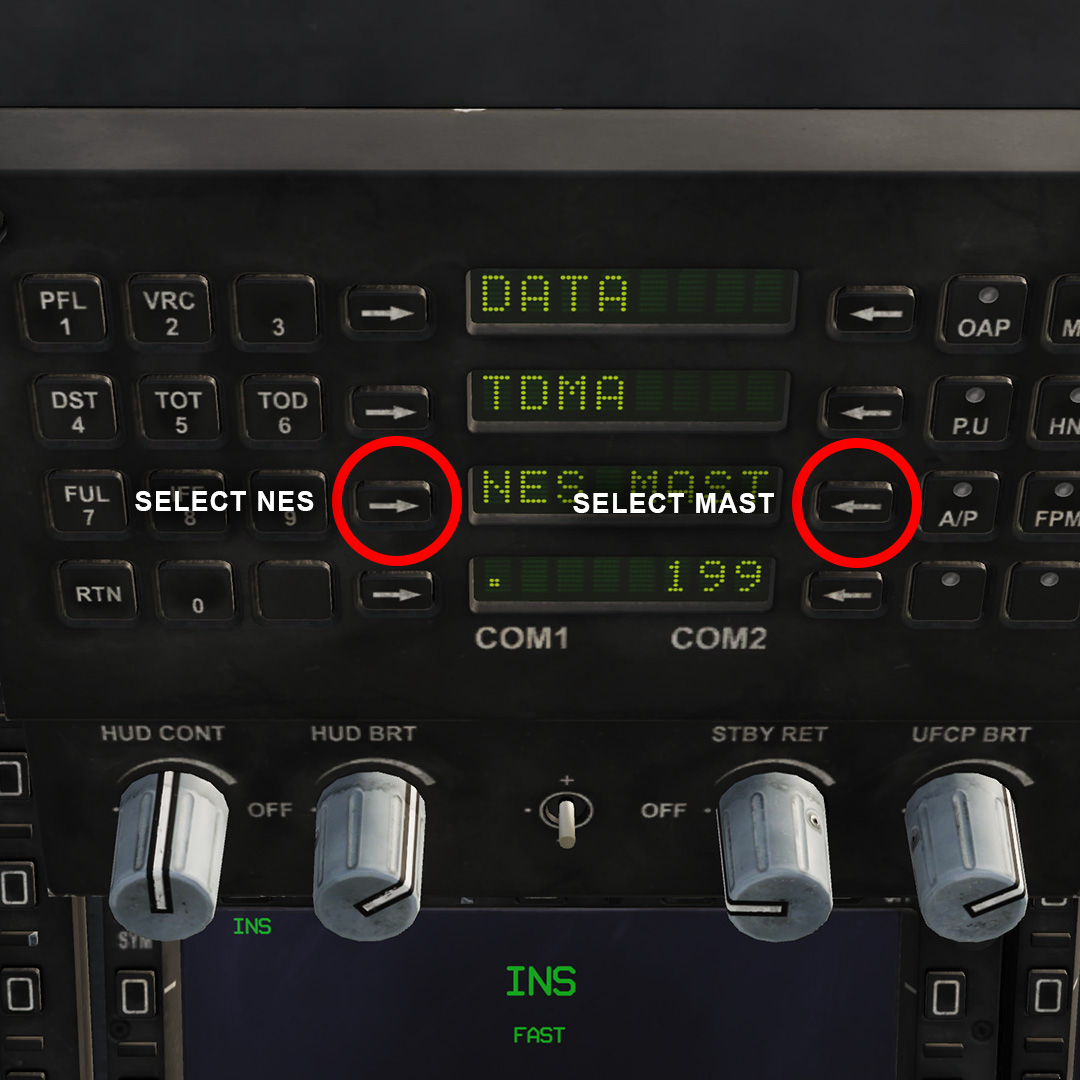 DATA
PFL
1
VRC
2
3
OAP
TDMA
DST
4
TOT
5
TOD
6
P.U
HN
NES MAST
FUL
7
SELECT NES
8
9
SELECT MAST
A/P
FPM
. 199
RTN
0
COM1 COM2
HUD CONT
HUD BRT
STBY RET
UFCP BRT
+
OFF
-
OFF
INS
SYM
INS
FAST